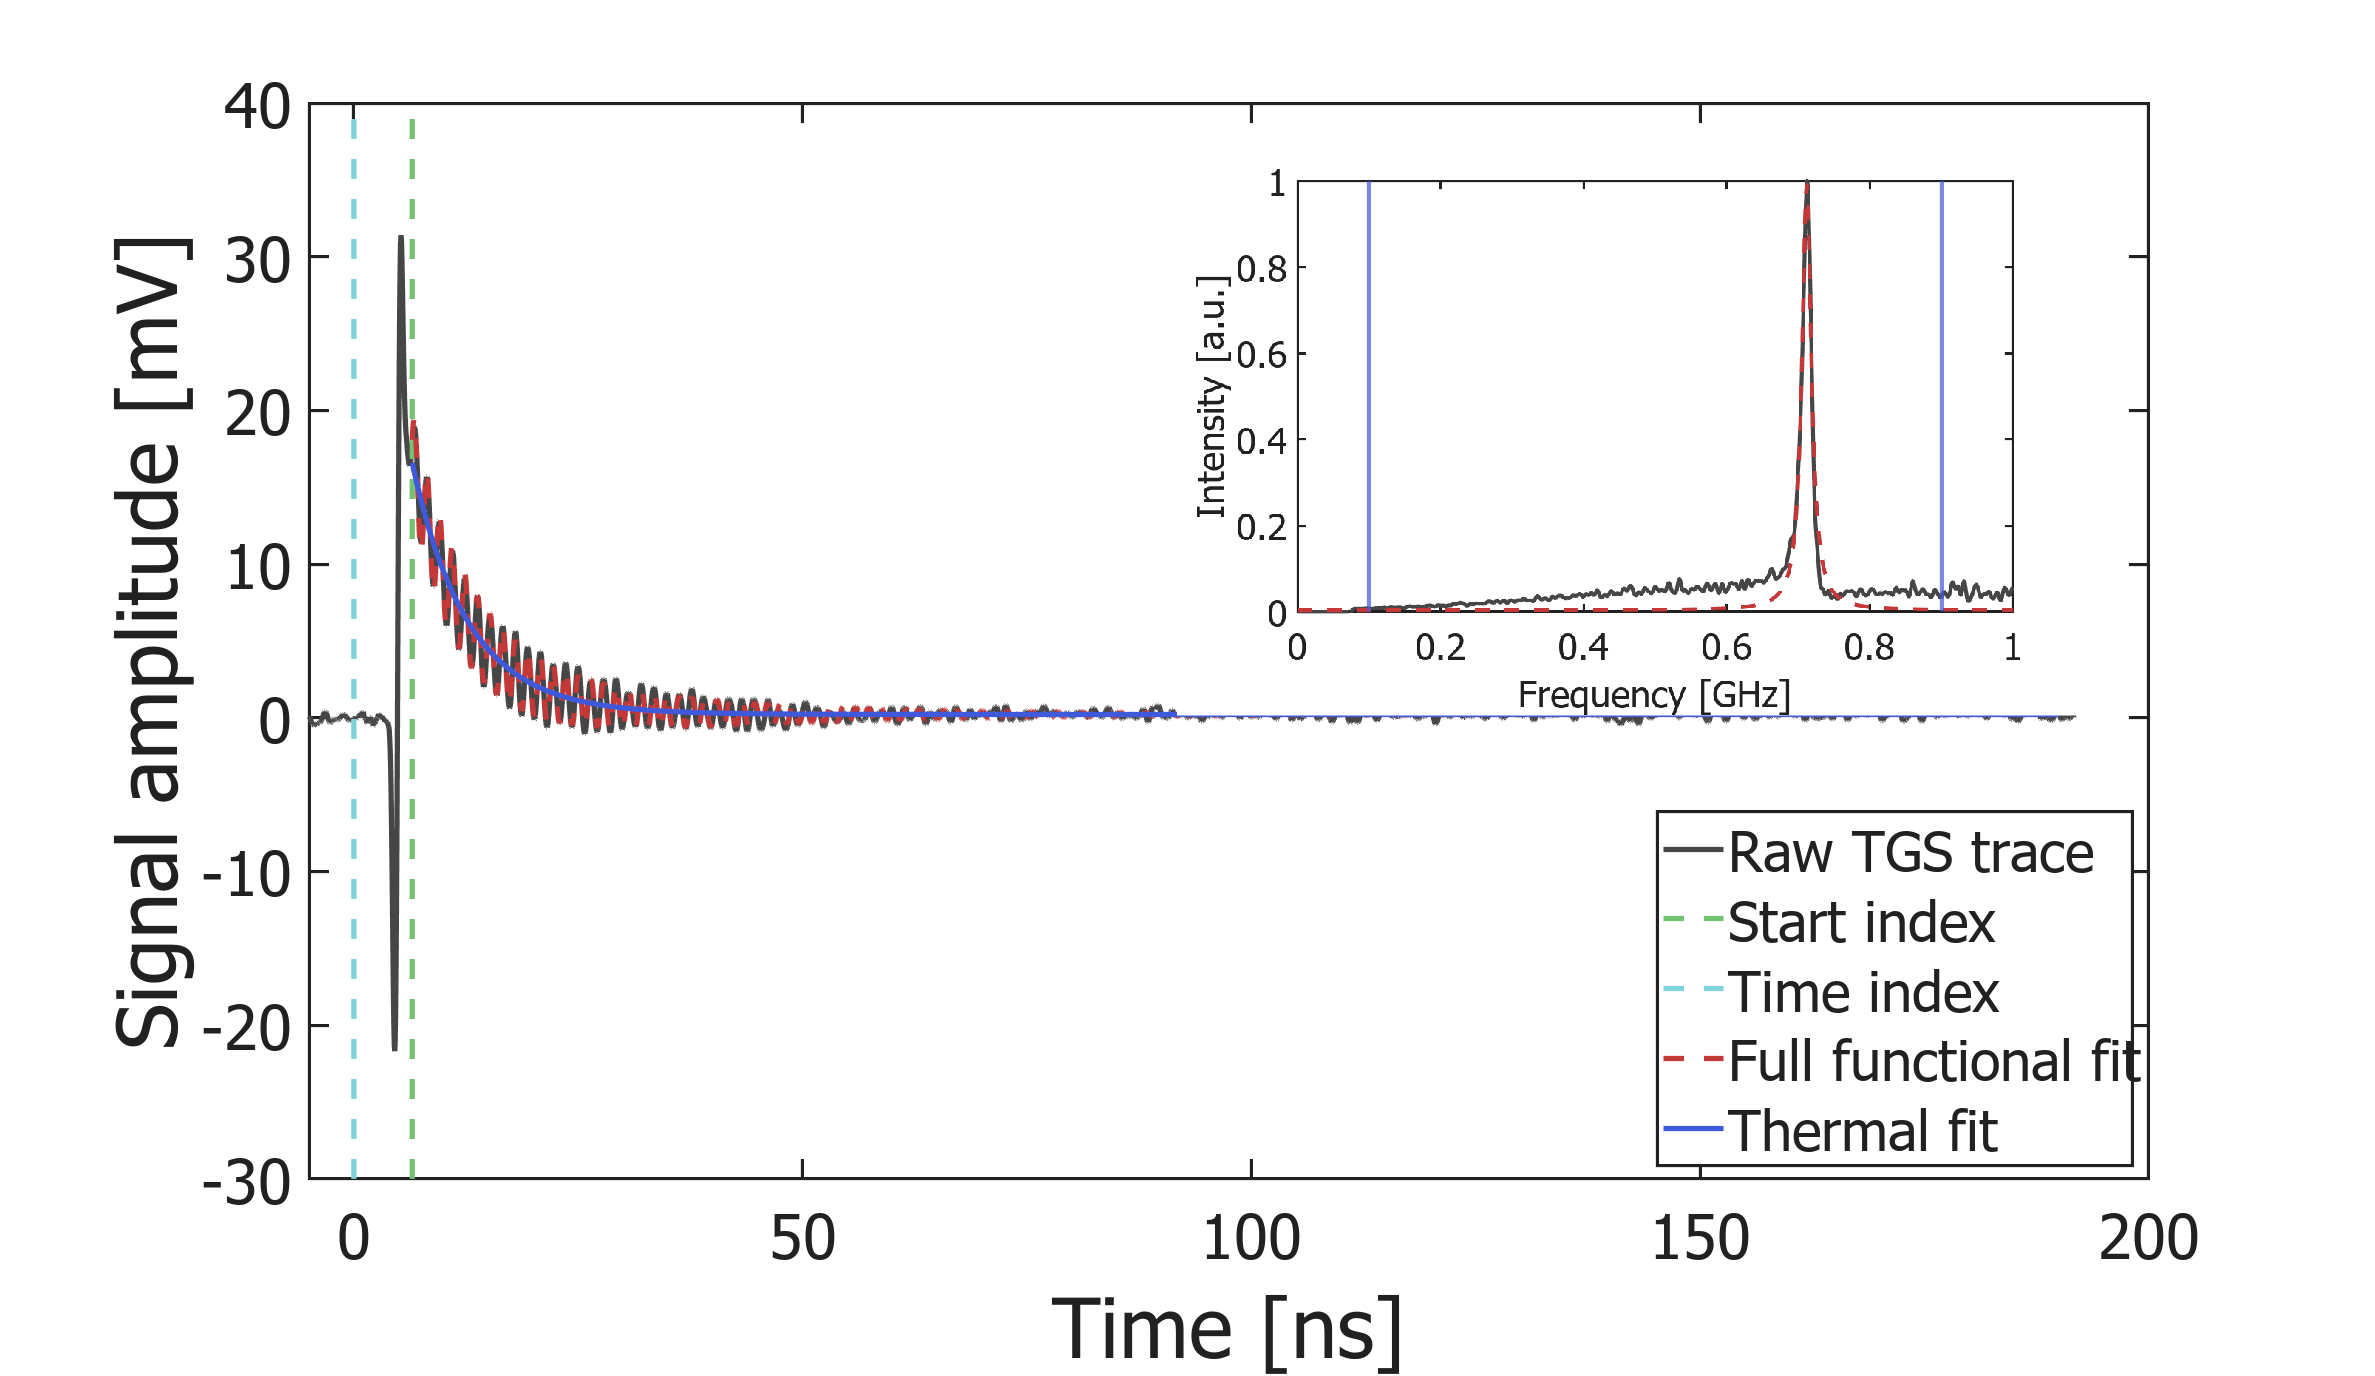 Signal amplitude [mV]
40
30
20
10
0
-10
-20
-30
0
50
100
150
200
Time [ns]
Intensity [a.u.]
1
0.8
0.6
0.4
0.2
0
0
0.2
0.4
0.6
0.8
1
Frequency [GHz]
Raw TGS trace
Start index
Time index
Full functional fit
Thermal fit